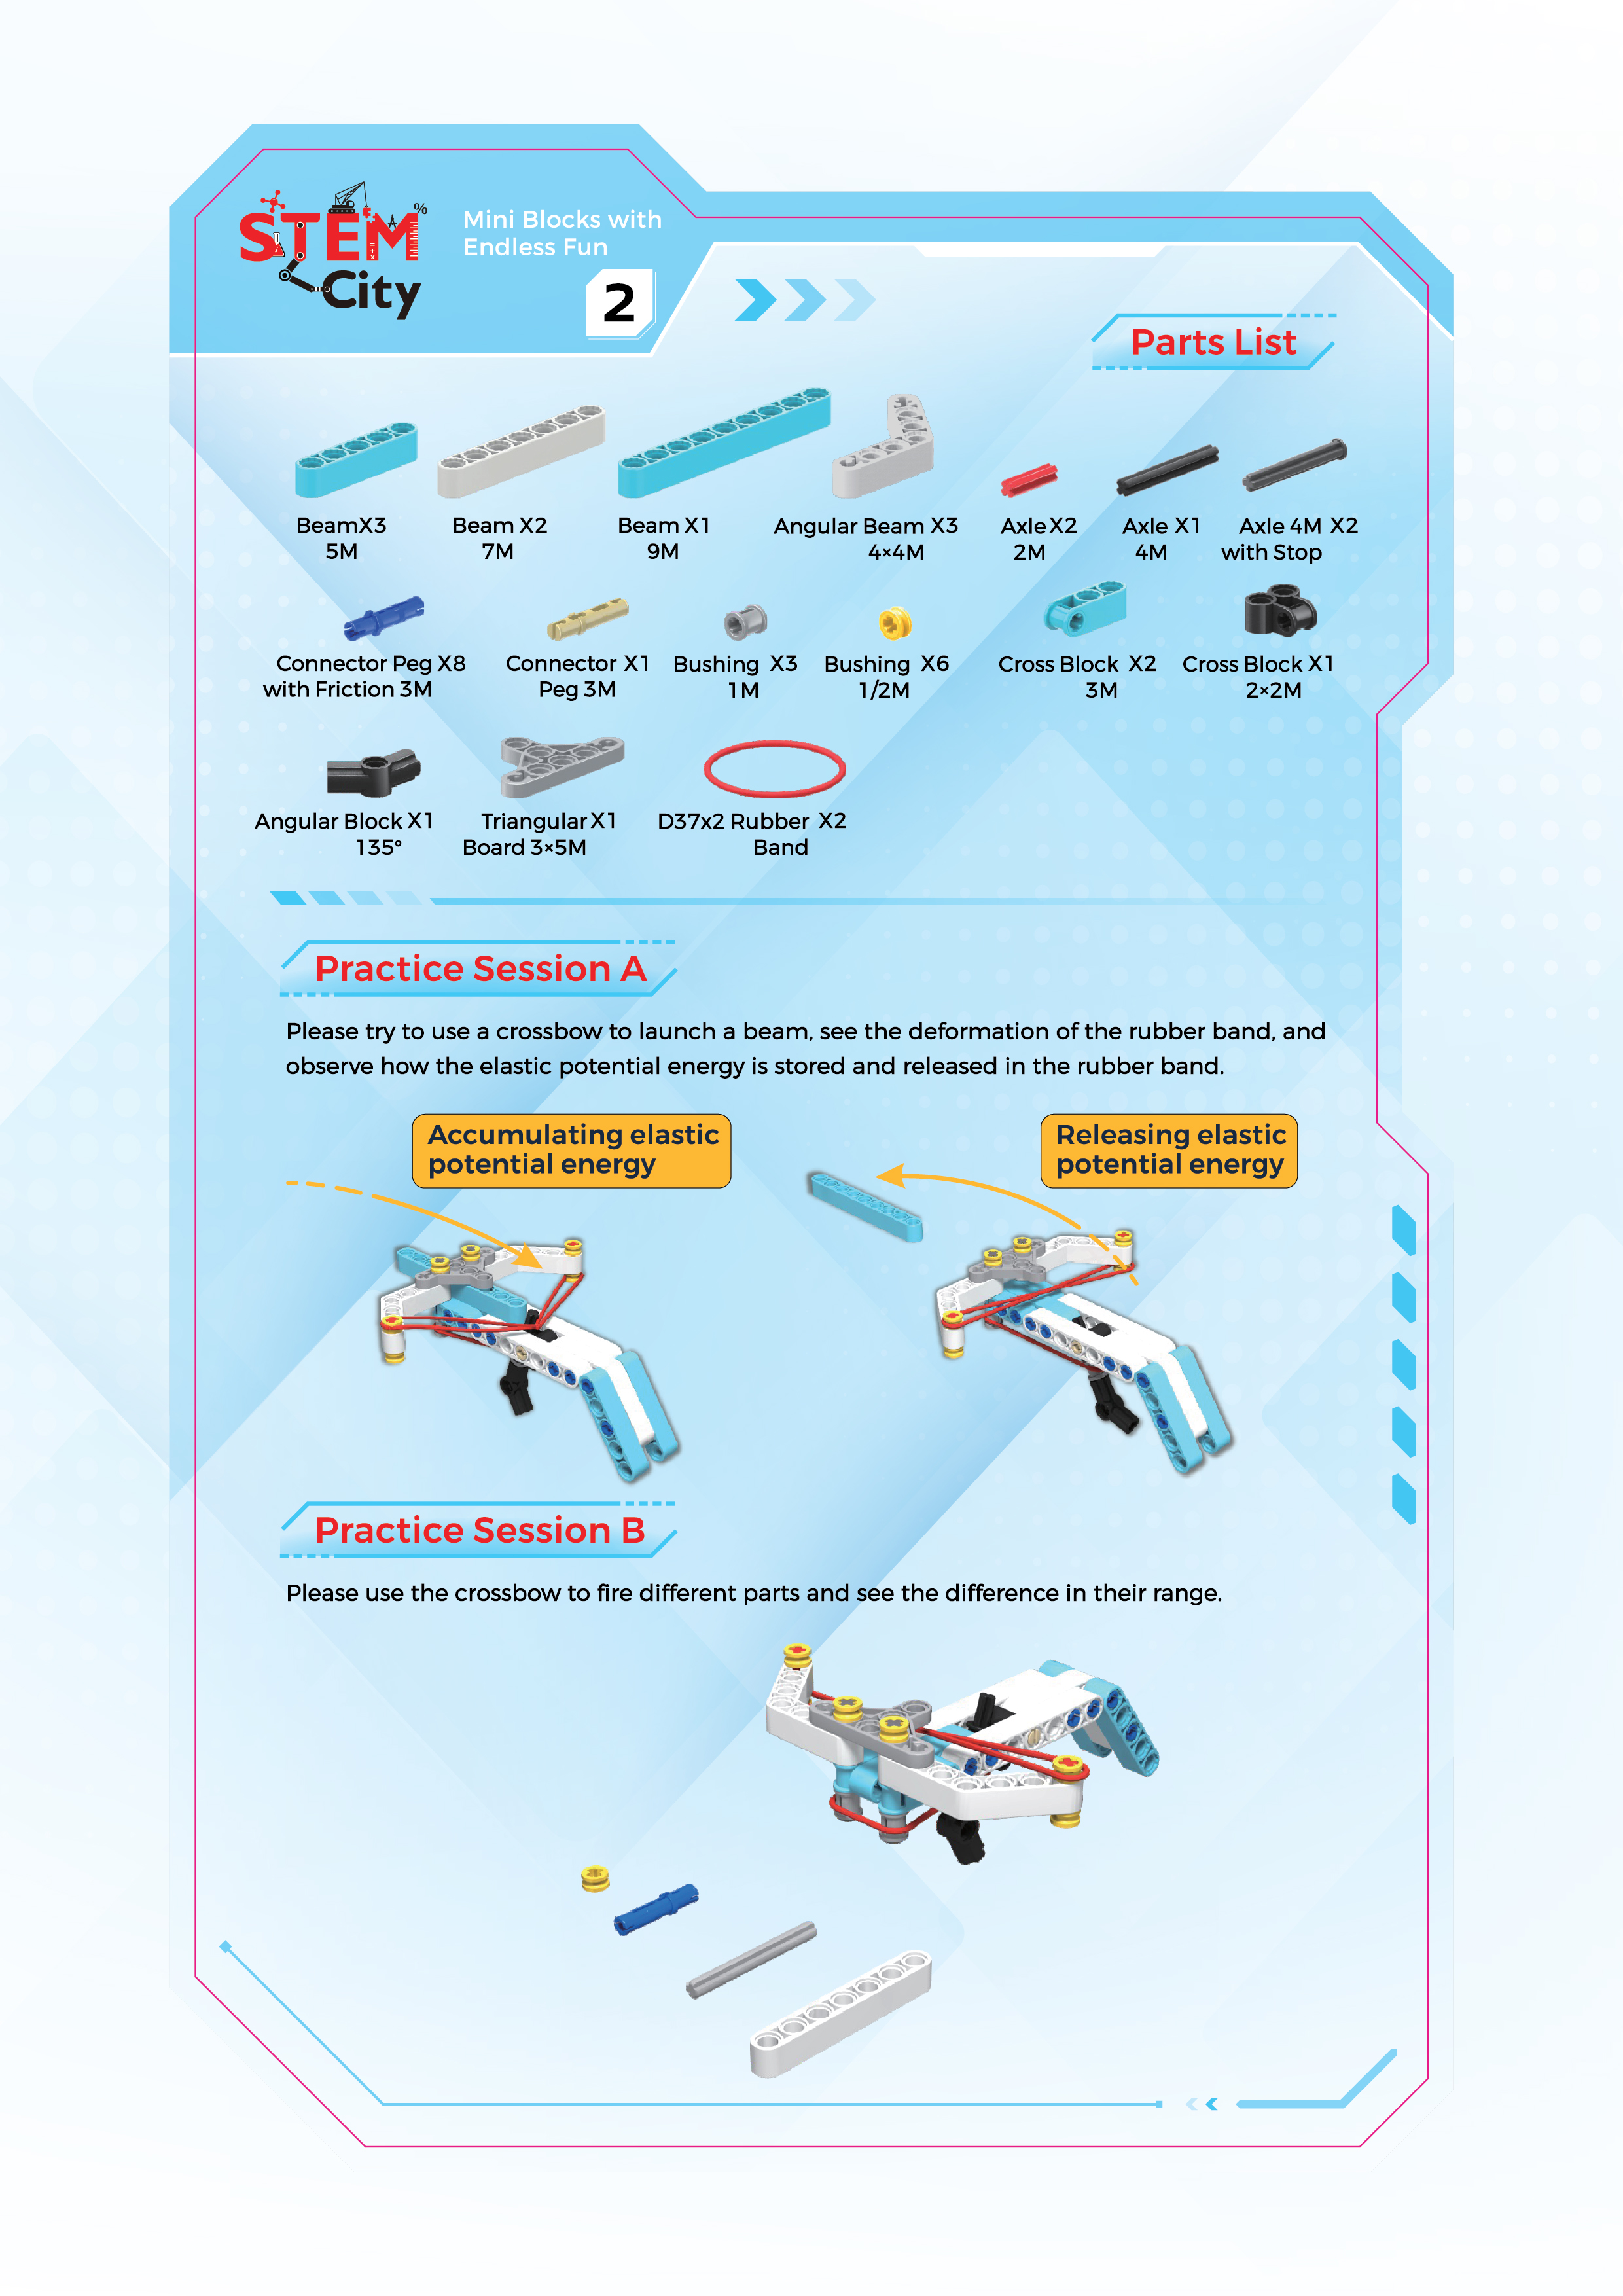 STEM
%
City
Mini Blocks with
Endless Fun
2
Parts List
BeamX3
5M
Beam X2
7M
Beam X1
9M
Angular Beam X3
4×4M
Axle X2
2M
Axle X1
4M
Axle 4M X2
with Stop
Connector Peg X8
with Friction 3M
Connector X1
Peg 3M
Bushing X3
1M
Bushing X6
1/2M
Cross Block X2
3M
Cross Block X1
2×2M
Angular Block X1
135°
Triangular X1
Board 3×5M
D37x2 Rubber X2
Band
Practice Session A
Please try to use a crossbow to launch a beam, see the deformation of the rubber band, and
observe how the elastic potential energy is stored and released in the rubber band.
Accumulating elastic
potential energy
Releasing elastic
potential energy
Practice Session B
Please use the crossbow to fire different parts and see the difference in their range.